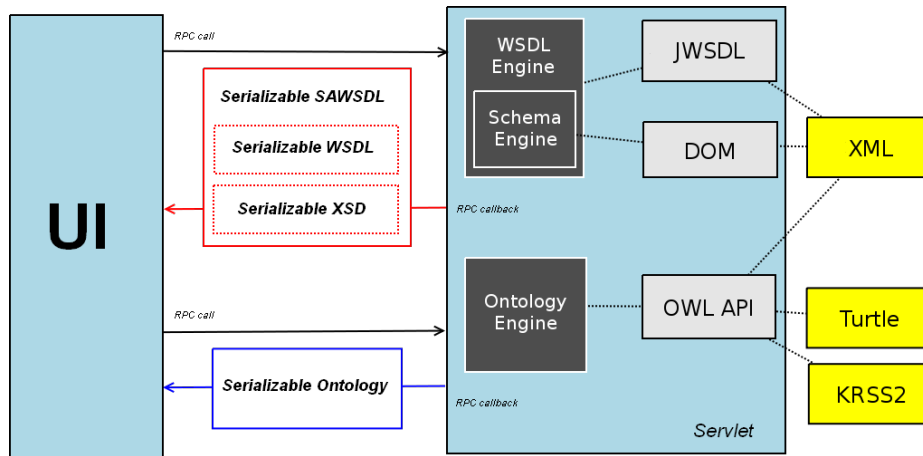 UI
RPC call
Serializable SAWSDL
Serializable WSDL
Serializable XSD
RPC callback
RPC call
Serializable Ontology
RPC callback
WSDL
Engine
Schema
Engine
JWSDL
DOM
XML
Ontology
Engine
OWL API
Turtle
KRSS2
Servlet